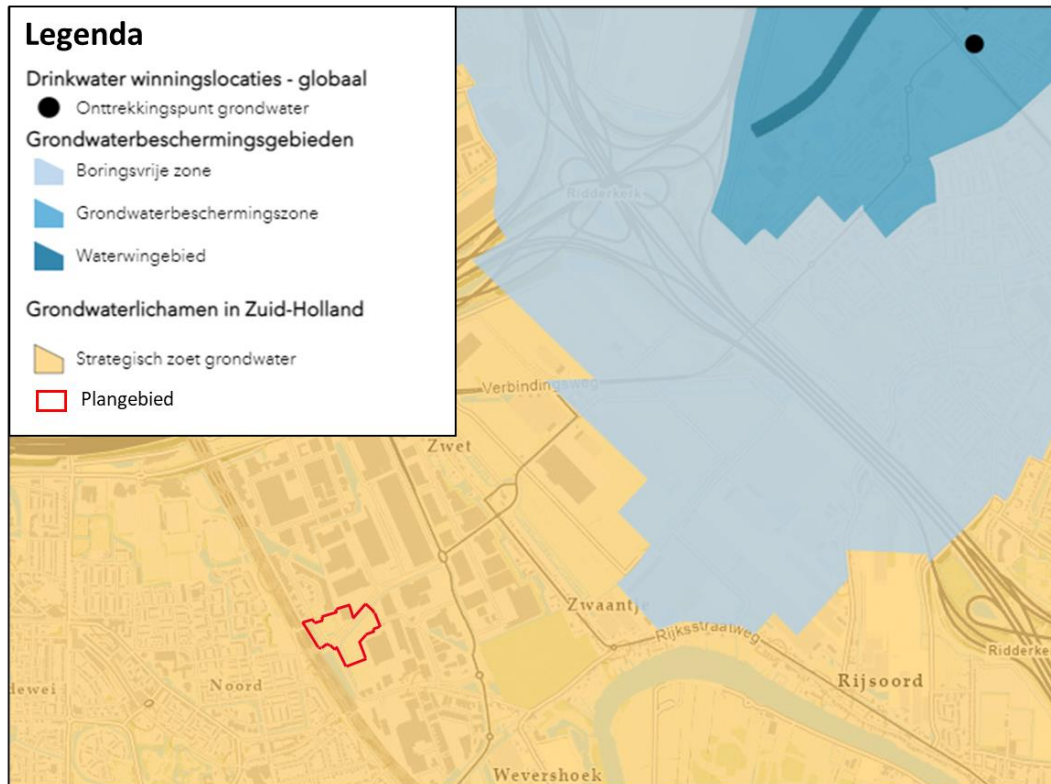 Legenda
Drinkwater winningslocaties - globaal
Onttrekkingspunt grondwater
Grondwaterbeschermingsgebieden
Boringsvrije zone
Grondwaterbeschermingszone
Waterwingebied
Grondwaterlichamen in Zuid-Holland
Strategisch zoet grondwater
Plangebied
Ridderkerk
Verbindingsweg
Zwet
Zwaantje
Rijksstraatweg
Ridderke
Rijsoord
dewei
Noord
Wevershoek